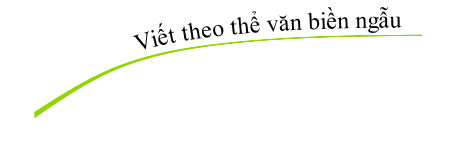 Viết theo thể văn biền ngẫu